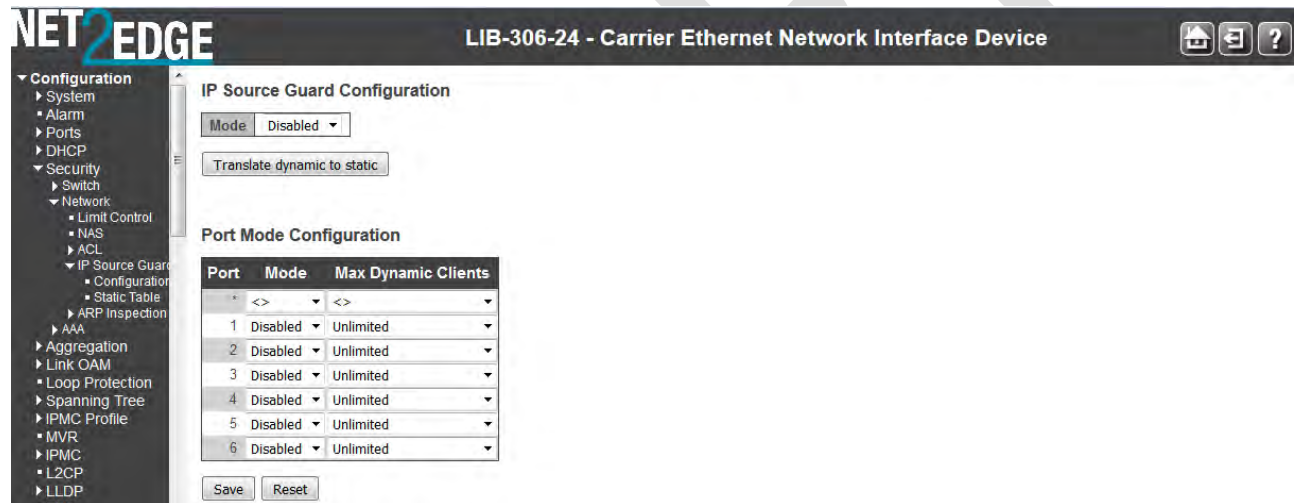 NET2EDGE
LIB-306-24 - Carrier Ethernet Network Interface Device
?
Configuration
System
Alarm
Ports
DHCP
Security
Switch
Network
Limit Control
NAS
ACL
IP Source Guard
Configuration
Static Table
ARP Inspection
AAA
Aggregation
Link OAM
Loop Protection
Spanning Tree
IPMC Profile
MVR
IPMC
L2CP
LLDP
IP Source Guard Configuration
Mode Disabled
Translate dynamic to static
Port Mode Configuration
Port Mode Max Dynamic Clients
* <> <>
1 Disabled Unlimited
2 Disabled Unlimited
3 Disabled Unlimited
4 Disabled Unlimited
5 Disabled Unlimited
6 Disabled Unlimited
Save Reset